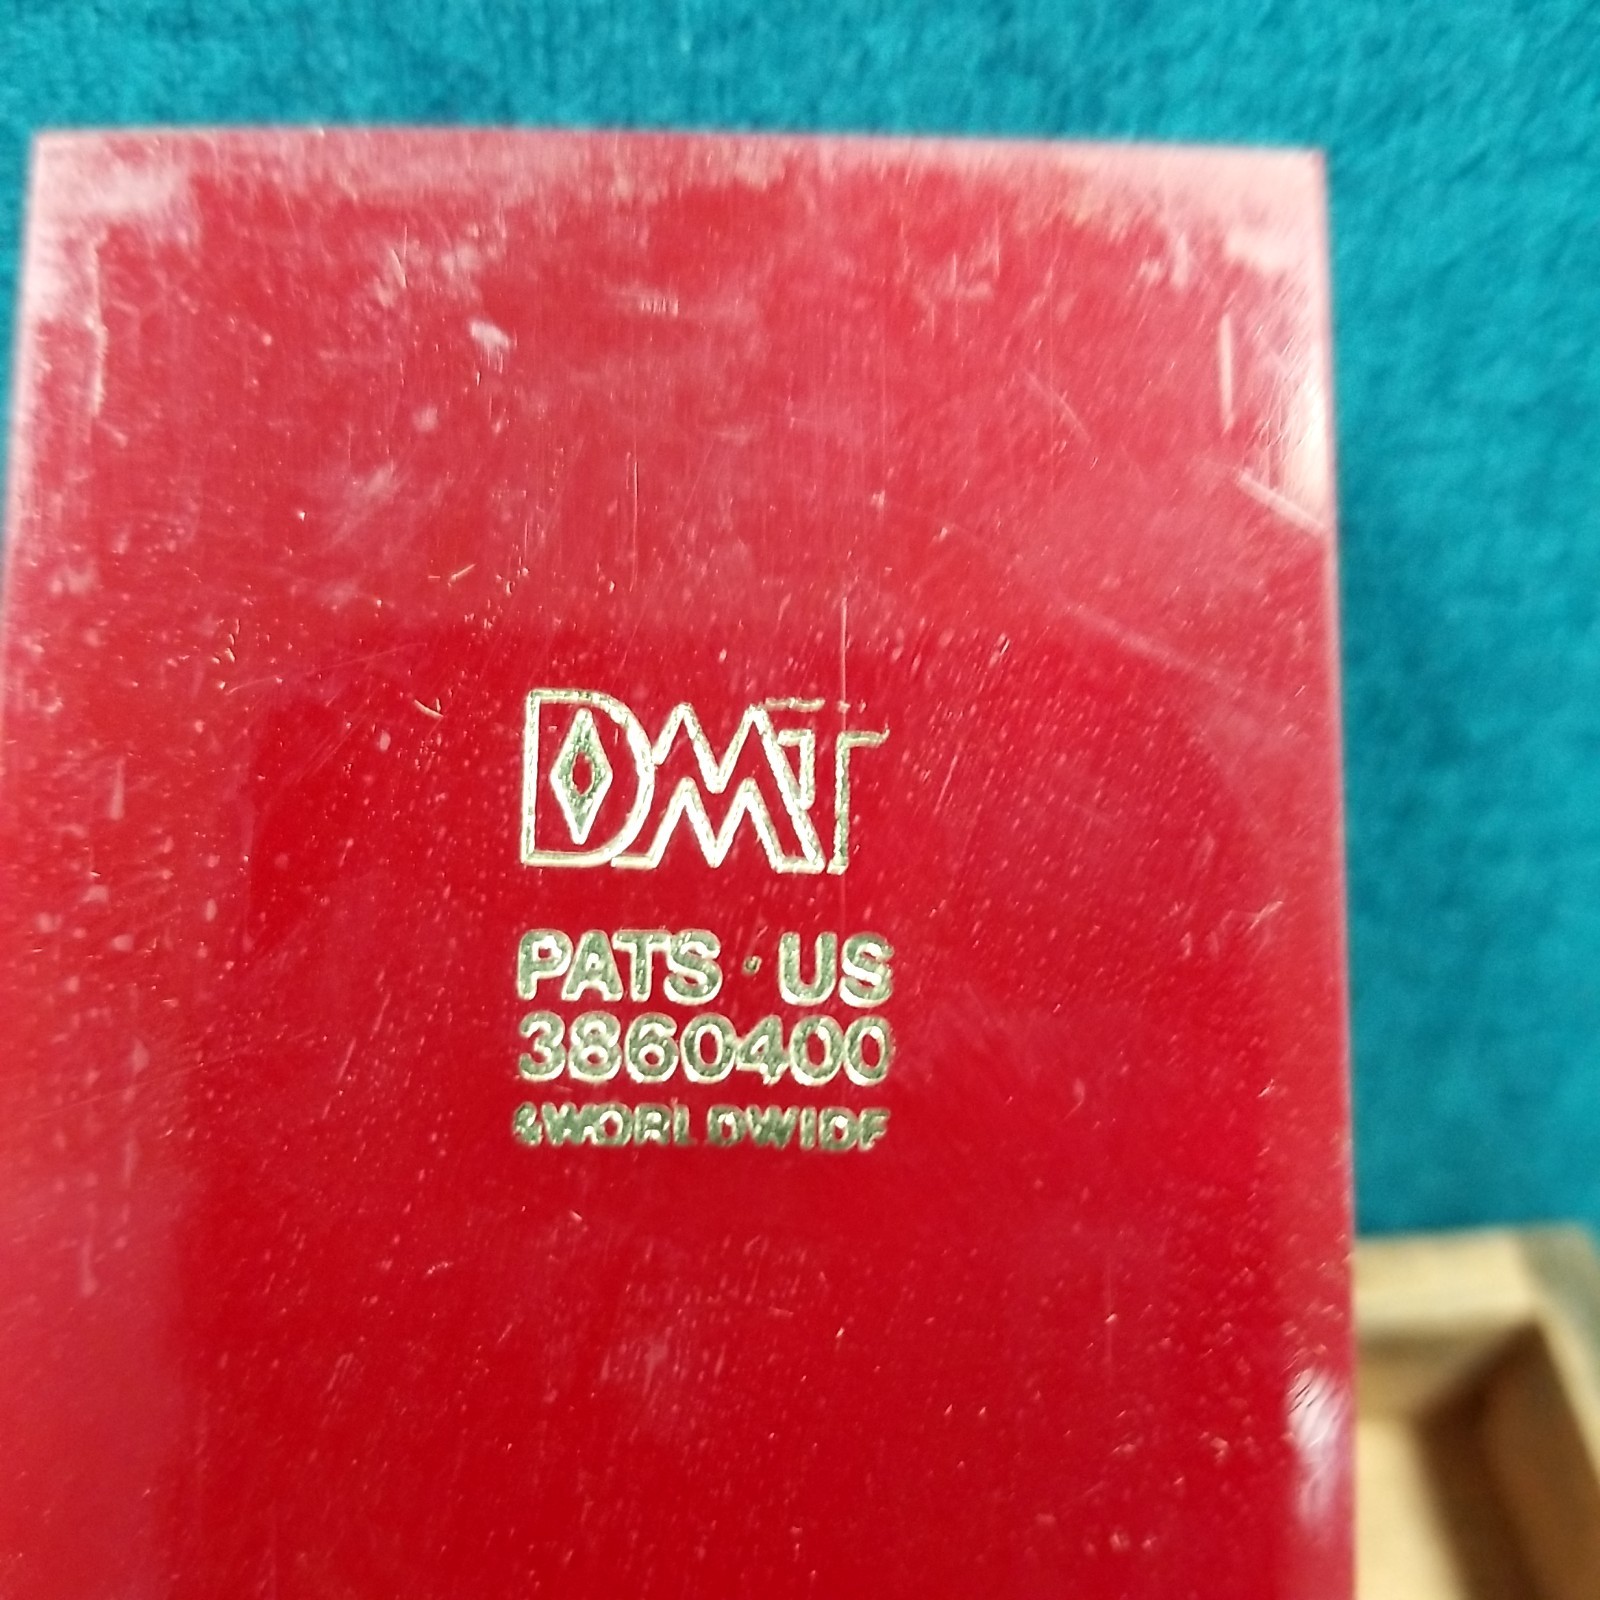 DMT
PATS · US
3860400
&WORLDWIDE